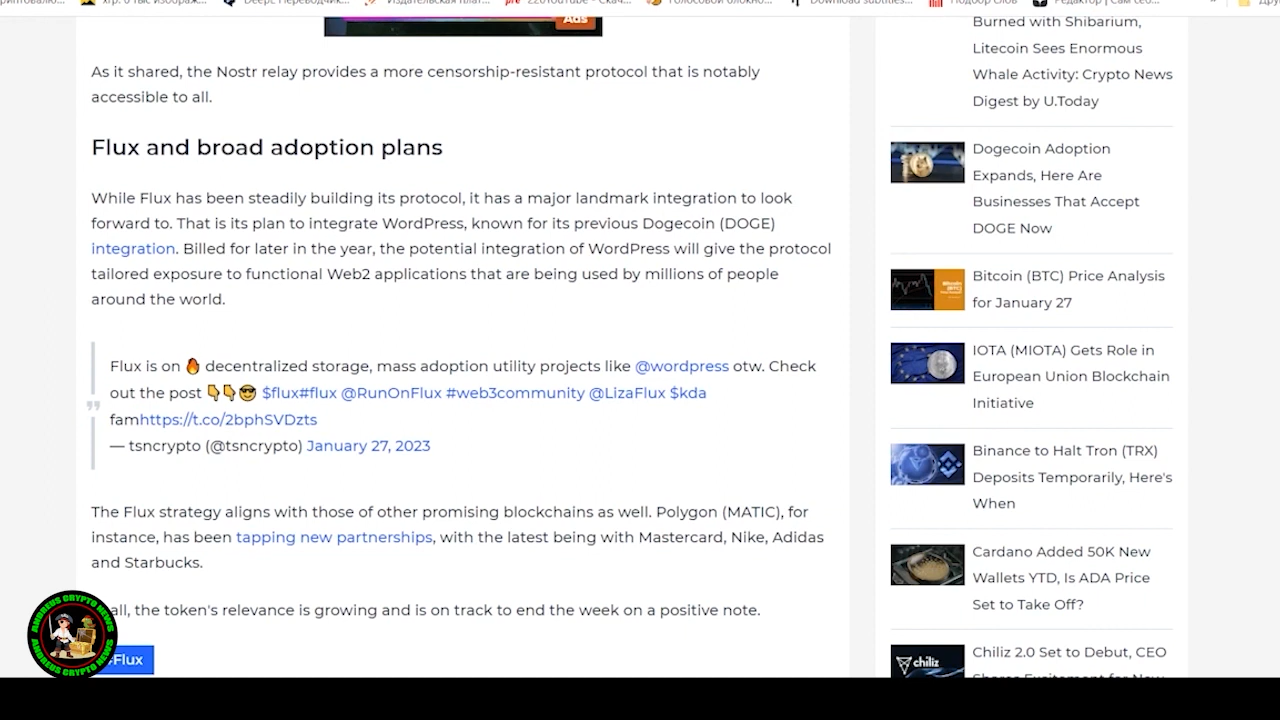 Ads
As it shared, the Nostr relay provides a more censorship-resistant protocol that is notably
accessible to all.
Flux and broad adoption plans
While Flux has been steadily building its protocol, it has a major landmark integration to look
forward to. That is its plan to integrate WordPress, known for its previous Dogecoin (DOGE)
integration. Billed for later in the year, the potential integration of WordPress will give the protocol
tailored exposure to functional Web2 applications that are being used by millions of people
around the world.
Flux is on 🔥 decentralized storage, mass adoption utility projects like @wordpress otw. Check
out the post 👇👇😎 $flux#flux @RunOnFlux #web3community @LizaFlux $kda
famhttps://t.co/2bphSVDzts
— tsncrypto (@tsncrypto) January 27, 2023
The Flux strategy aligns with those of other promising blockchains as well. Polygon (MATIC), for
instance, has been tapping new partnerships, with the latest being with Mastercard, Nike, Adidas
and Starbucks.
all, the token's relevance is growing and is on track to end the week on a positive note.
#Flux
ANDREUS CRYPTO NEWS
ANDREUS CRYPTO NEWS
Burned with Shibarium,
Litecoin Sees Enormous
Whale Activity: Crypto News
Digest by U.Today
Dogecoin Adoption
Expands, Here Are
Businesses That Accept
DOGE Now
Bitcoin (BTC) Price Analysis
for January 27
IOTA (MIOTA) Gets Role in
European Union Blockchain
Initiative
Binance to Halt Tron (TRX)
Deposits Temporarily, Here's
When
Cardano Added 50K New
Wallets YTD, Is ADA Price
Set to Take Off?
chiliz
Chiliz 2.0 Set to Debut, CEO